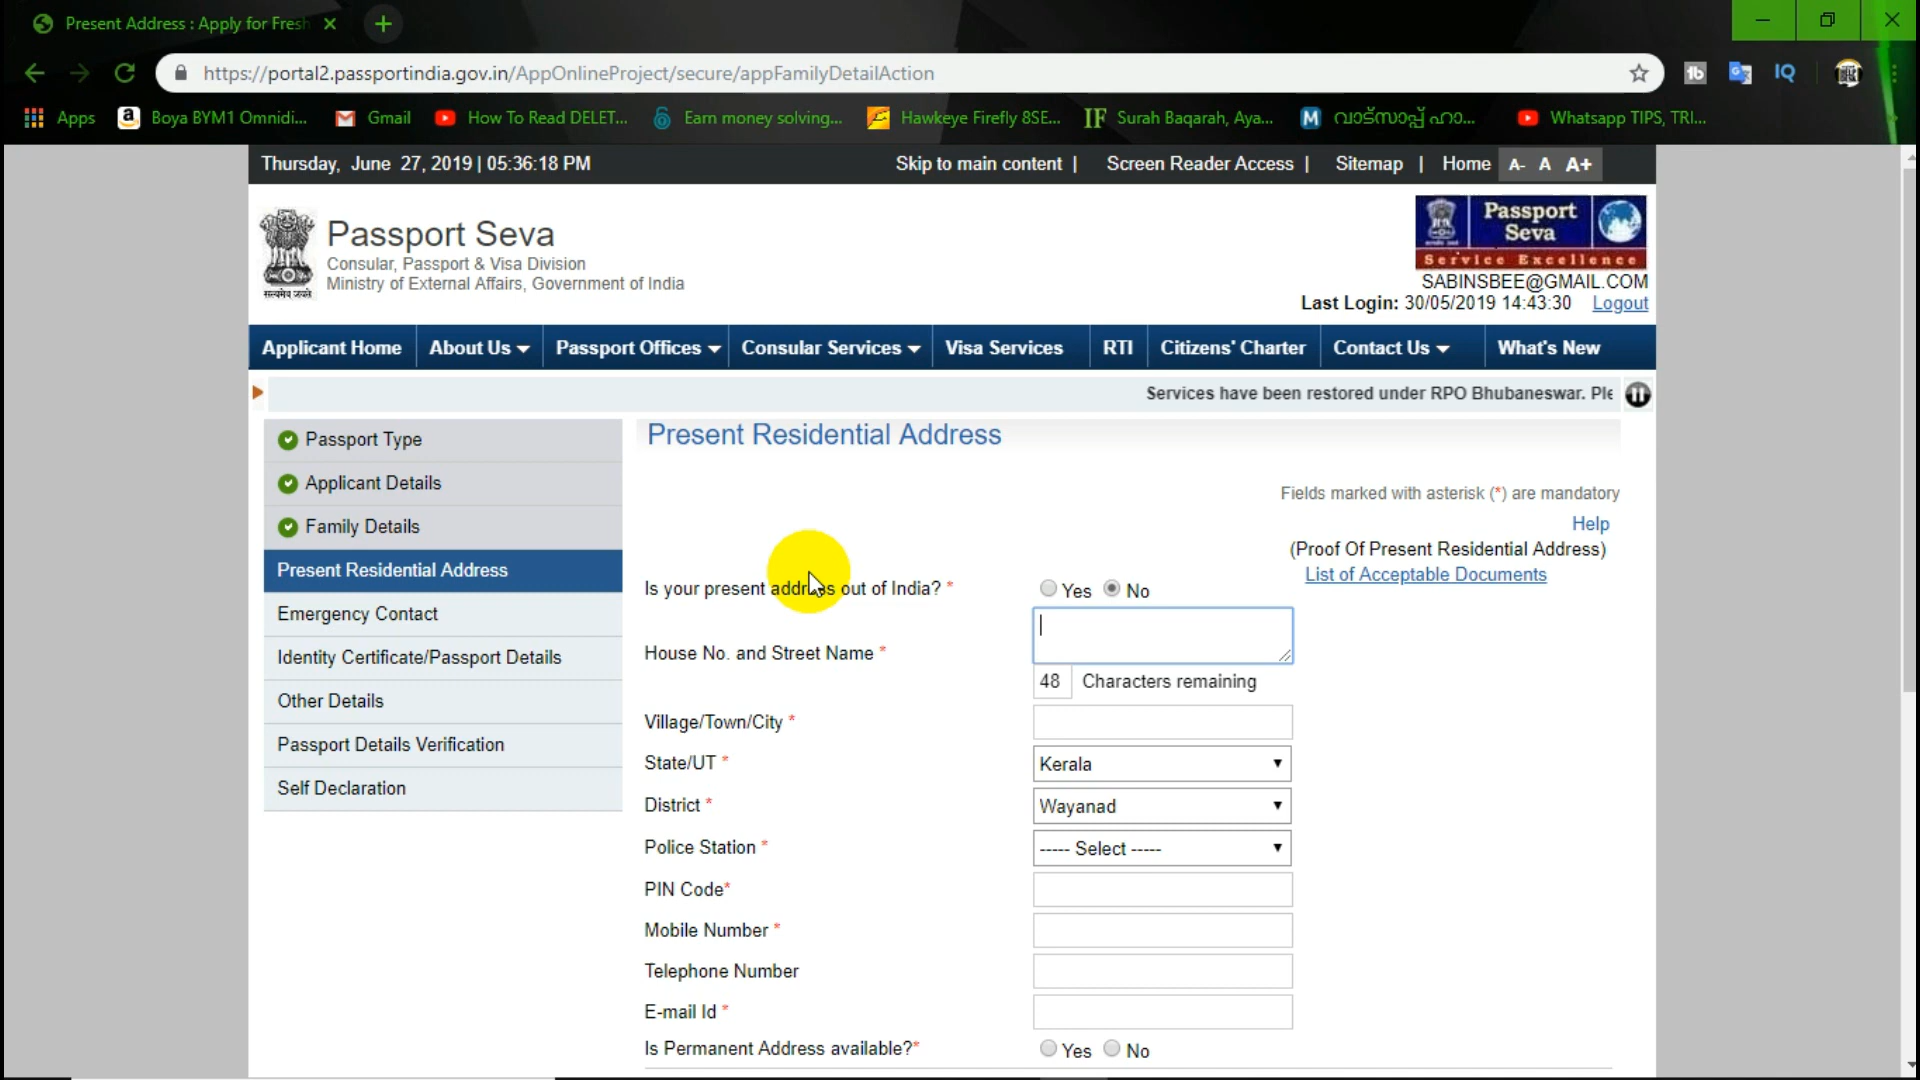 Present Address : Apply for Fresh
https://portal2.passportindia.gov.in/AppOnlineProject/secure/appFamilyDetailAction
Apps
Boya BYM1 Omnidi...
Gmail
How To Read DELET...
Earn money solving...
Hawkeye Firefly 8SE...
IF Surah Baqarah, Aya...
M വാട്സാപ്പ് ഹാ...
Whatsapp TIPS, TRI...
Thursday, June 27, 2019 | 05:36:18 PM
Skip to main content | Screen Reader Access | Sitemap | Home A- A A+
Passport Seva
Consular, Passport & Visa Division
Ministry of External Affairs, Government of India
सत्यमेव जयते
Passport
Seva
Service Excellence
SABINSBEE@GMAIL.COM
Last Login: 30/05/2019 14:43:30 Logout
Applicant Home About Us Passport Offices Consular Services Visa Services RTI Citizens' Charter Contact Us What's New
Services have been restored under RPO Bhubaneswar. Ple
Passport Type
Applicant Details
Family Details
Present Residential Address
Emergency Contact
Identity Certificate/Passport Details
Other Details
Passport Details Verification
Self Declaration
Present Residential Address
Fields marked with asterisk (*) are mandatory
Help
(Proof Of Present Residential Address)
List of Acceptable Documents
Is your present address out of India? * Yes No
House No. and Street Name *
48 Characters remaining
Village/Town/City *
State/UT * Kerala
District * Wayanad
Police Station * ----- Select -----
PIN Code*
Mobile Number *
Telephone Number
E-mail Id *
Is Permanent Address available?* Yes No